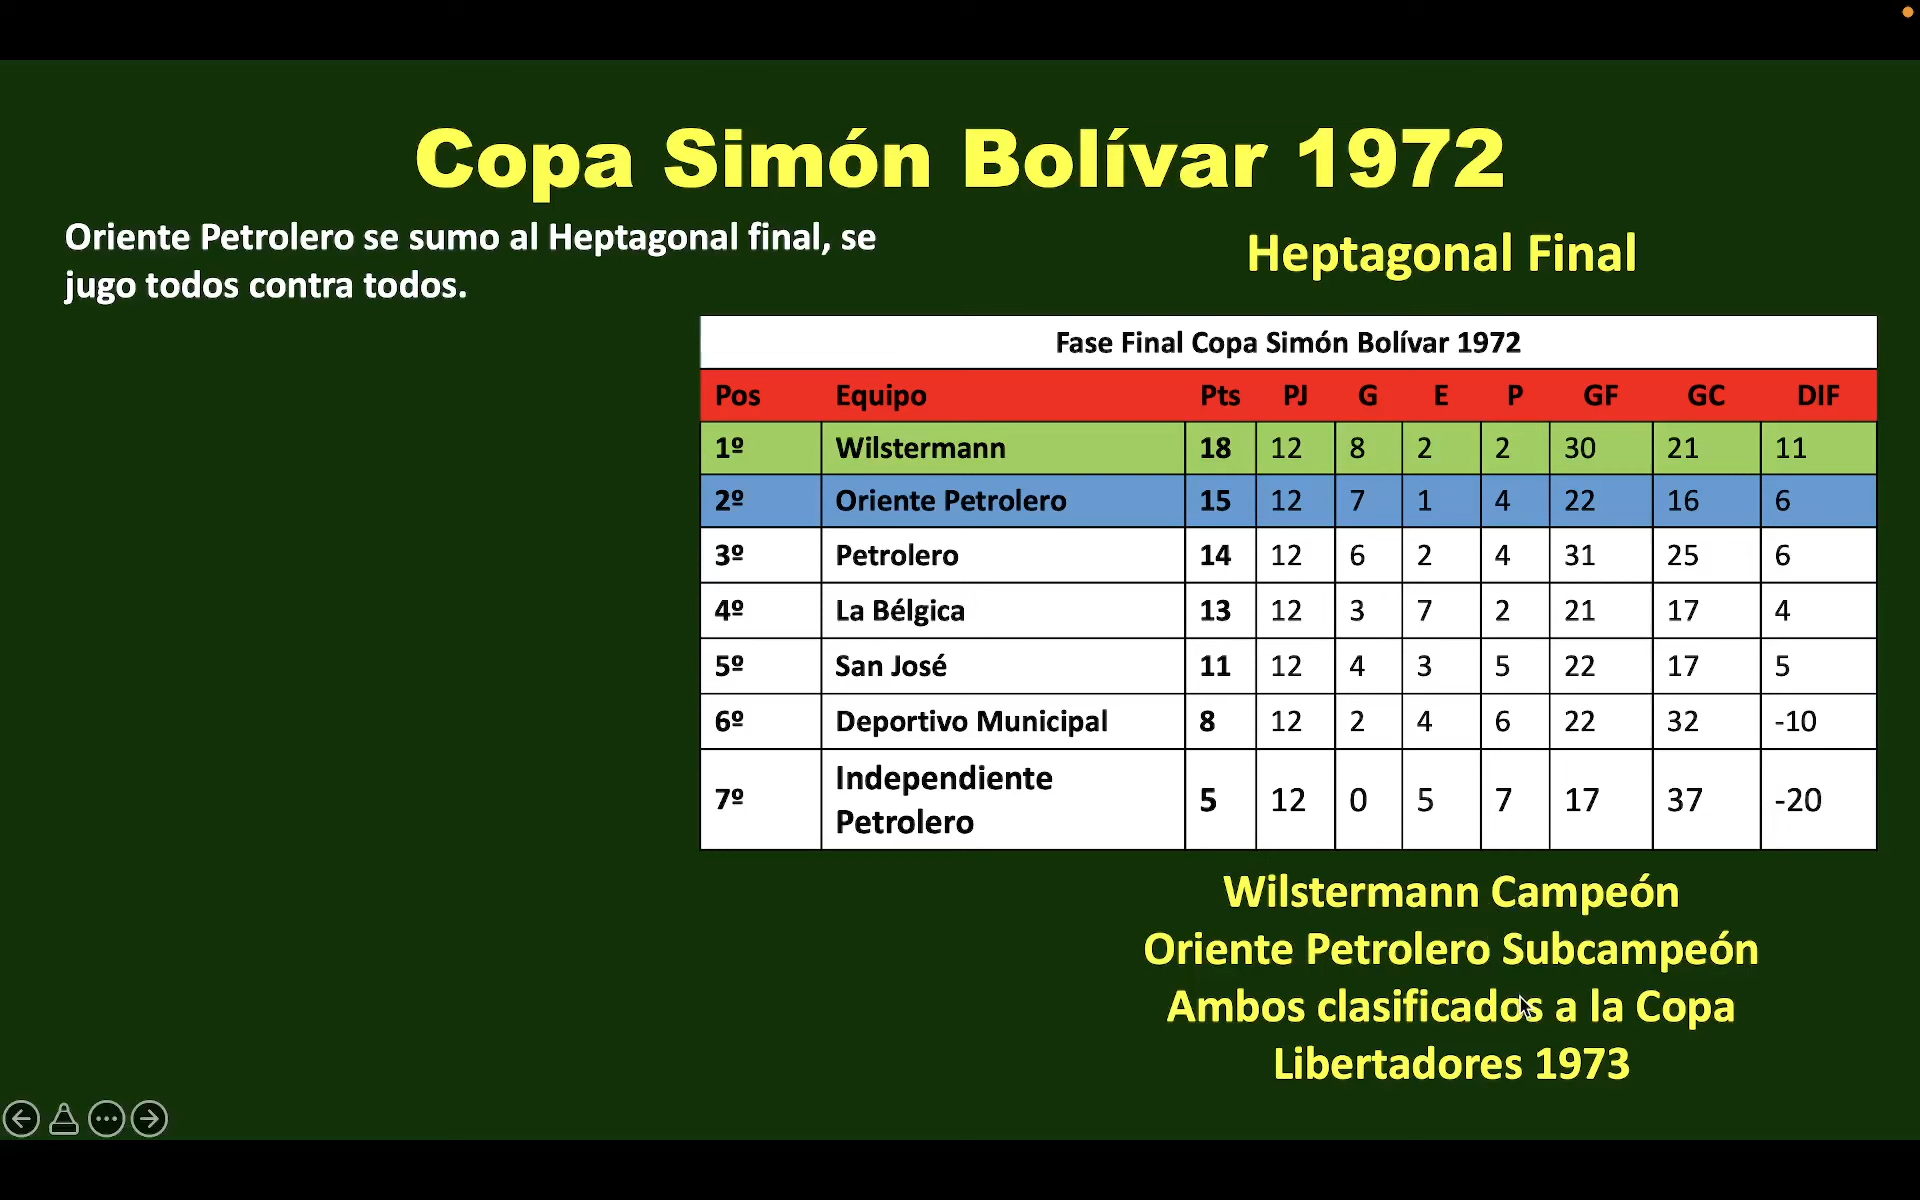 Copa Simón Bolívar 1972
Oriente Petrolero se sumo al Heptagonal final, se
jugo todos contra todos.
Heptagonal Final
Fase Final Copa Simón Bolívar 1972
Pos Equipo Pts PJ G E P GF GC DIF
1º Wilstermann 18 12 8 2 2 30 21 11
2º Oriente Petrolero 15 12 7 1 4 22 16 6
3º Petrolero 14 12 6 2 4 31 25 6
4º La Bélgica 13 12 3 7 2 21 17 4
5º San José 11 12 4 3 5 22 17 5
6º Deportivo Municipal 8 12 2 4 6 22 32 -10
7º Independiente Petrolero 5 12 0 5 7 17 37 -20
Wilstermann Campeón
Oriente Petrolero Subcampeón
Ambos clasificados a la Copa
Libertadores 1973